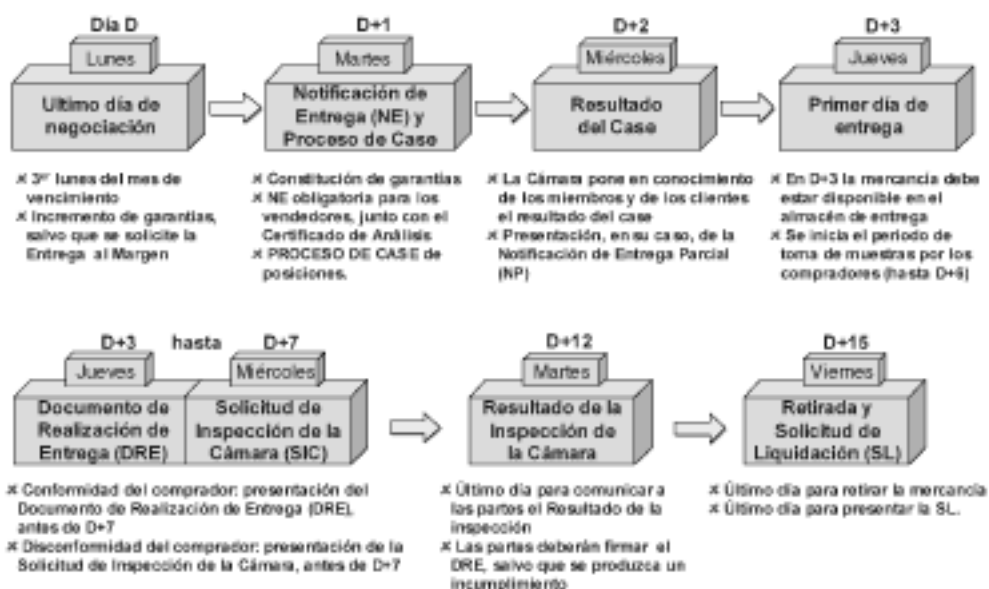 Día D
Lunes
Ultimo día de
negociación
× 3er lunes del mes de
vencimiento
× Incremento de garantías,
salvo que se solicite la
Entrega al Margen
D+1
Martes
Notificación de
Entrega (NE) y
Proceso de Case
× Constitución de garantías
× NE obligatoria para los
vendedores, junto con el
Certificado de Análisis
× PROCESO DE CASE de
posiciones.
D+2
Miércoles
Resultado
del Case
× La Cámara pone en conocimiento
de los miembros y de los clientes
el resultado del case
× Presentación, en su caso, de la
Notificación de Entrega Parcial
(NP)
D+3
Jueves
Primer día de
entrega
× En D+3 la mercancía debe
estar disponible en el
almacén de entrega
× Se inicia el periodo de
toma de muestras por los
compradores (hasta D+6)
D+3 hasta D+7
Jueves
Documento de
Realización de
Entrega (DRE)
Miércoles
Solicitud de
Inspección de la
Cámara (SIC)
× Conformidad del comprador: presentación del
Documento de Realización de Entrega (DRE),
antes de D+7
× Disconformidad del comprador: presentación de la
Solicitud de Inspección de la Cámara, antes de D+7
D+12
Martes
Resultado de la
Inspección de
la Cámara
× Último día para comunicar a
las partes el Resultado de la
inspección
× Las partes deberán firmar el
DRE, salvo que se produzca un
incumplimiento
D+15
Viernes
Retirada y
Solicitud de
Liquidación (SL)
× Último día para retirar la mercancía
× Último día para presentar la SL.